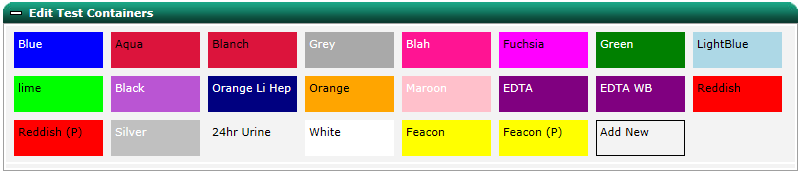 Edit Test Containers
Blue Aqua Blanch Grey Blah Fuchsia Green LightBlue
lime Black Orange Li Hep Orange Maroon EDTA EDTA WB Reddish
Reddish (P) Silver 24hr Urine White Feacon Feacon (P) Add New